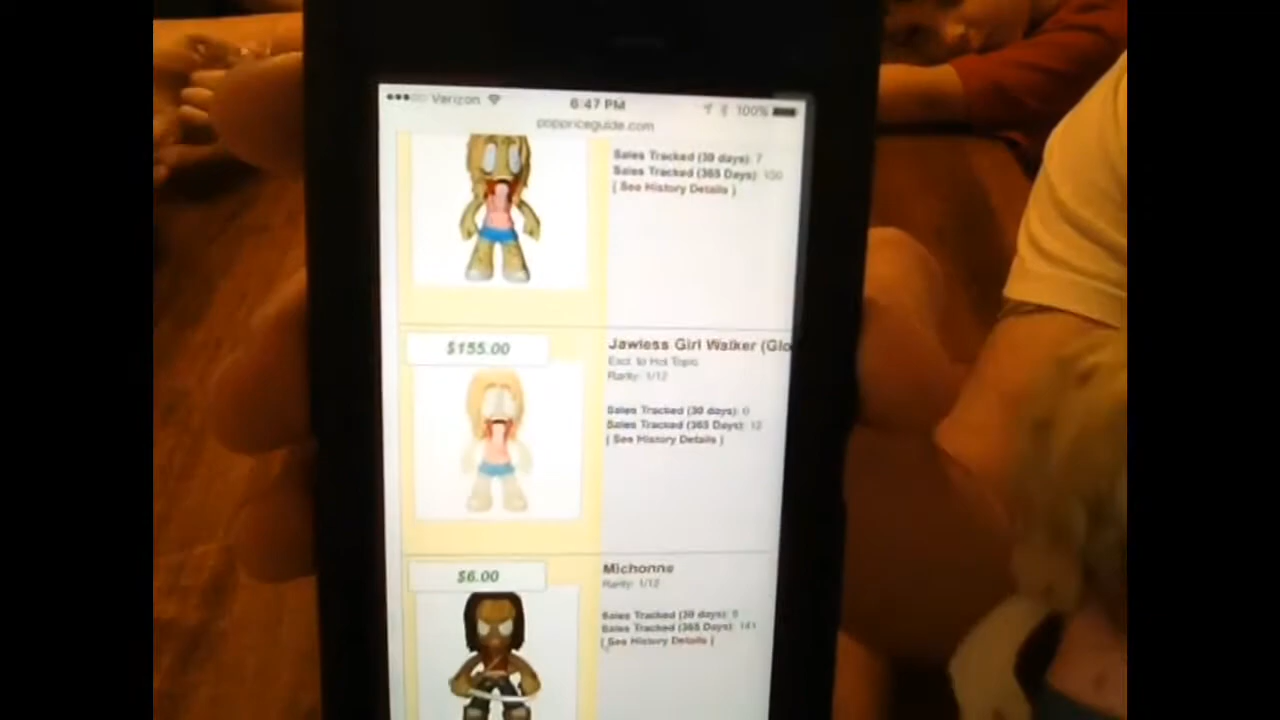 Verizon 6:47 PM 100%
poppriceguide.com
Sales Tracked (30 days): 7
Sales Tracked (365 Days):
[ See History Details ]
$155.00
Jawless Girl Walker (Glo
Excl. to Hot Topic
Rarity: 1/12
Sales Tracked (30 days): 0
Sales Tracked (365 Days): 12
[ See History Details ]
$6.00
Michonne
Rarity: 1/12
Sales Tracked (30 days):
Sales Tracked (365 Days): 141
[ See History Details ]